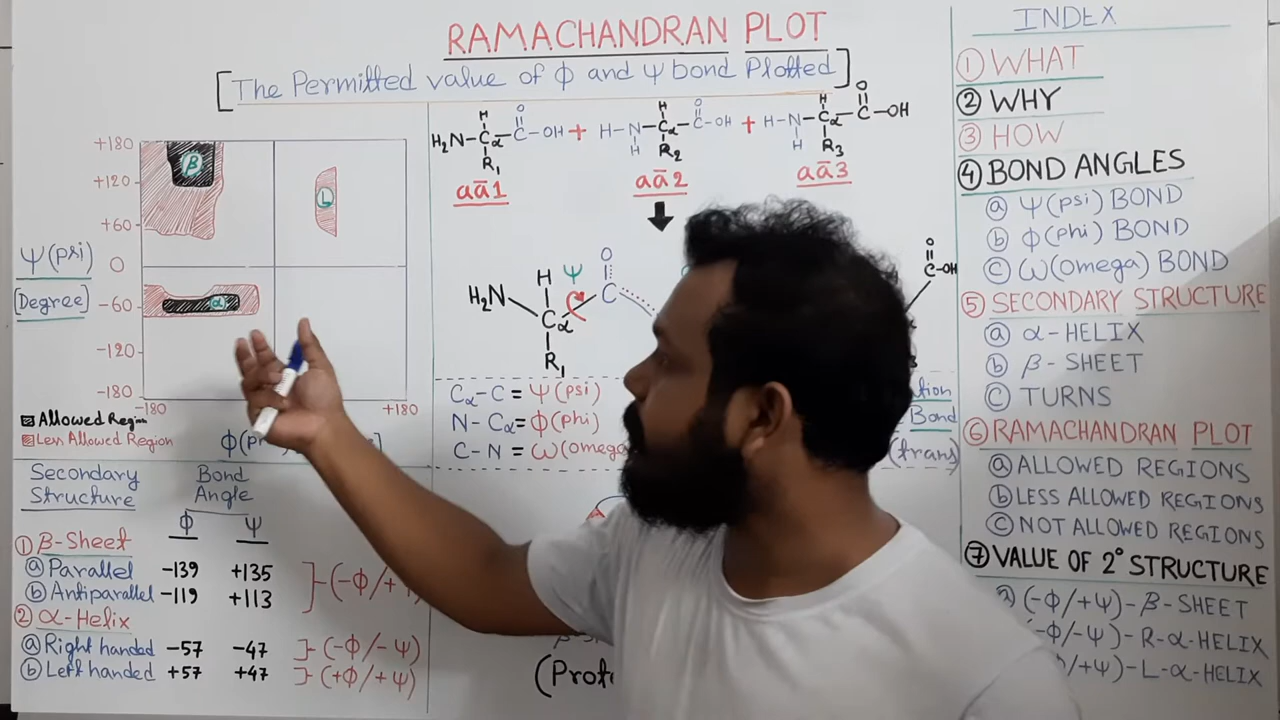 RAMACHANDRAN PLOT
[The Permitted value of Φ and Ψ bond Plotted]
+180
+120
+60
0
-60
-120
-180
-180
+180
Ψ(psi)
[Degree]
β
L
α
Allowed Region
Less Allowed Region
Secondary Structure
Bond Angle
Φ Ψ
① β-Sheet
ⓐ Parallel -139 +135
ⓑ Antiparallel -119 +113
② α-Helix
ⓐ Right handed -57 -47 (-Φ/-Ψ)
ⓑ Left handed +57 +47 (+Φ/+Ψ)
H O H O H O
H₂N-Cα-C-OH + H-N-Cα-C-OH + H-N-Cα-C-OH
R₁ H R₂ H R₃
aā1 aā2 aā3
H Ψ O
H₂N Cα C
R
O
C-OH
Cα-C = Ψ(psi)
N-Cα = Φ(phi)
C-N = ω(omega
Bond
(trans)
INDEX
① WHAT
② WHY
③ HOW
④ BOND ANGLES
ⓐ Ψ(psi) BOND
ⓑ Φ(phi) BOND
ⓒ ω(omega) BOND
⑤ SECONDARY STRUCTURE
ⓐ α-HELIX
ⓑ β-SHEET
ⓒ TURNS
⑥ RAMACHANDRAN PLOT
ⓐ ALLOWED REGIONS
ⓑ LESS ALLOWED REGIONS
ⓒ NOT ALLOWED REGIONS
⑦ VALUE OF 2° STRUCTURE
ⓐ (-Φ/+Ψ)-β-SHEET
-Φ/-Ψ)-R-α-HELIX
/+Ψ)-L-α-HELIX